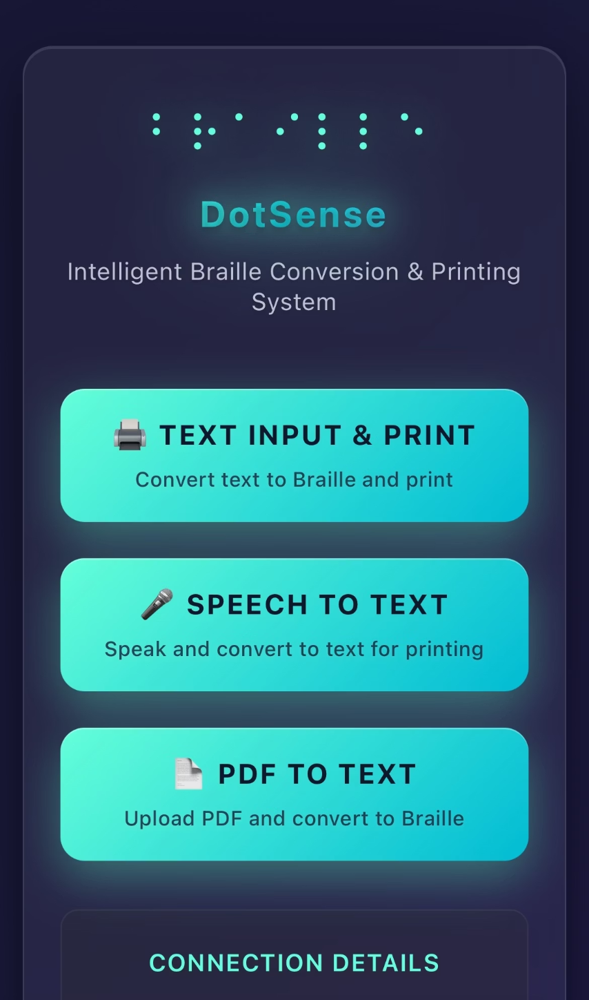 ⠃⠗⠁⠊⠇⠇⠑
DotSense
Intelligent Braille Conversion & Printing
System
🖨️ TEXT INPUT & PRINT
Convert text to Braille and print
🎤 SPEECH TO TEXT
Speak and convert to text for printing
📄 PDF TO TEXT
Upload PDF and convert to Braille
CONNECTION DETAILS